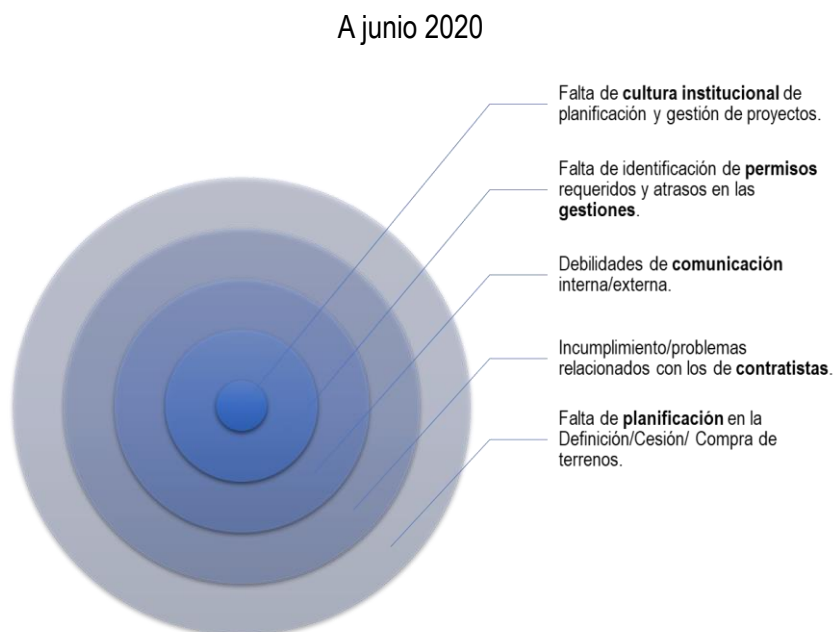 A junio 2020
Falta de cultura institucional de
planificación y gestión de proyectos.
Falta de identificación de permisos
requeridos y atrasos en las
gestiones.
Debilidades de comunicación
interna/externa.
Incumplimiento/problemas
relacionados con los de contratistas.
Falta de planificación en la
Definición/Cesión/ Compra de
terrenos.